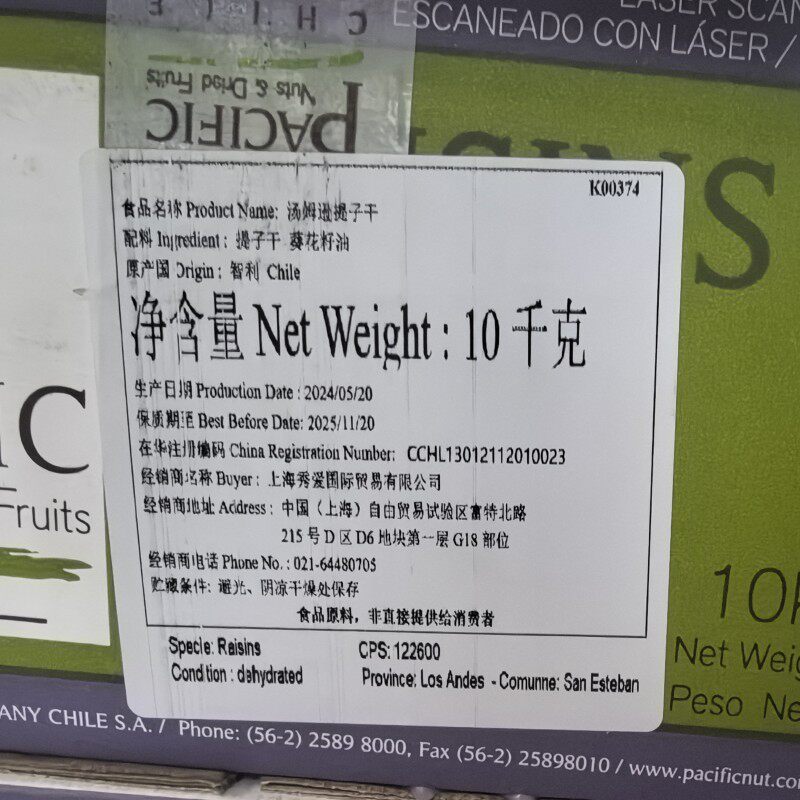 CHILE
LASER SCAN
ESCANEADO CON LÁSER /
Nuts & Dried Fruits
PACIFIC
K00374
食品名称 Product Name: 汤姆逊提子干
配料 Ingredient: 提子干 葵花籽油
原产国 Origin: 智利 Chile
净含量 Net Weight: 10 千克
生产日期 Production Date: 2024/05/20
保质期至 Best Before Date: 2025/11/20
在华注册编码 China Registration Number: CCHL13012112010023
经销商名称 Buyer: 上海秀爱国际贸易有限公司
经销商地址 Address: 中国（上海）自由贸易试验区富特北路
215 号 D 区 D6 地块第一层 G18 部位
经销商电话 Phone No.: 021-64480705
贮藏条件: 避光、阴凉干燥处保存
食品原料，非直接提供给消费者
Specie: Raisins
CPS: 122600
Condition: dehydrated
Province: Los Andes - Comunne: San Esteban
IC
Fruits
SINS
10k
Net Weig
Peso Ne
ANY CHILE S.A. / Phone: (56-2) 2589 8000, Fax (56-2) 25898010 / www.pacificnut.com